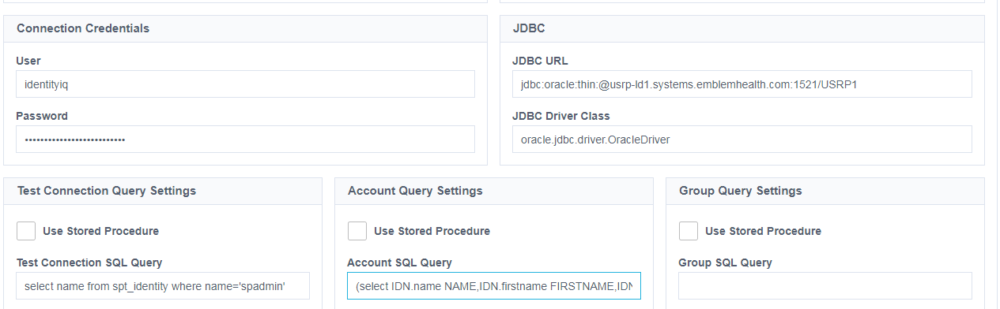 Connection Credentials
User
identityiq
Password
••••••••••••••••••••••••••
JDBC
JDBC URL
jdbc:oracle:thin:@usrp-ld1.systems.emblemhealth.com:1521/USRP1
JDBC Driver Class
oracle.jdbc.driver.OracleDriver
Test Connection Query Settings
Use Stored Procedure
Test Connection SQL Query
select name from spt_identity where name='spadmin'
Account Query Settings
Use Stored Procedure
Account SQL Query
(select IDN.name NAME,IDN.firstname FIRSTNAME,IDN
Group Query Settings
Use Stored Procedure
Group SQL Query